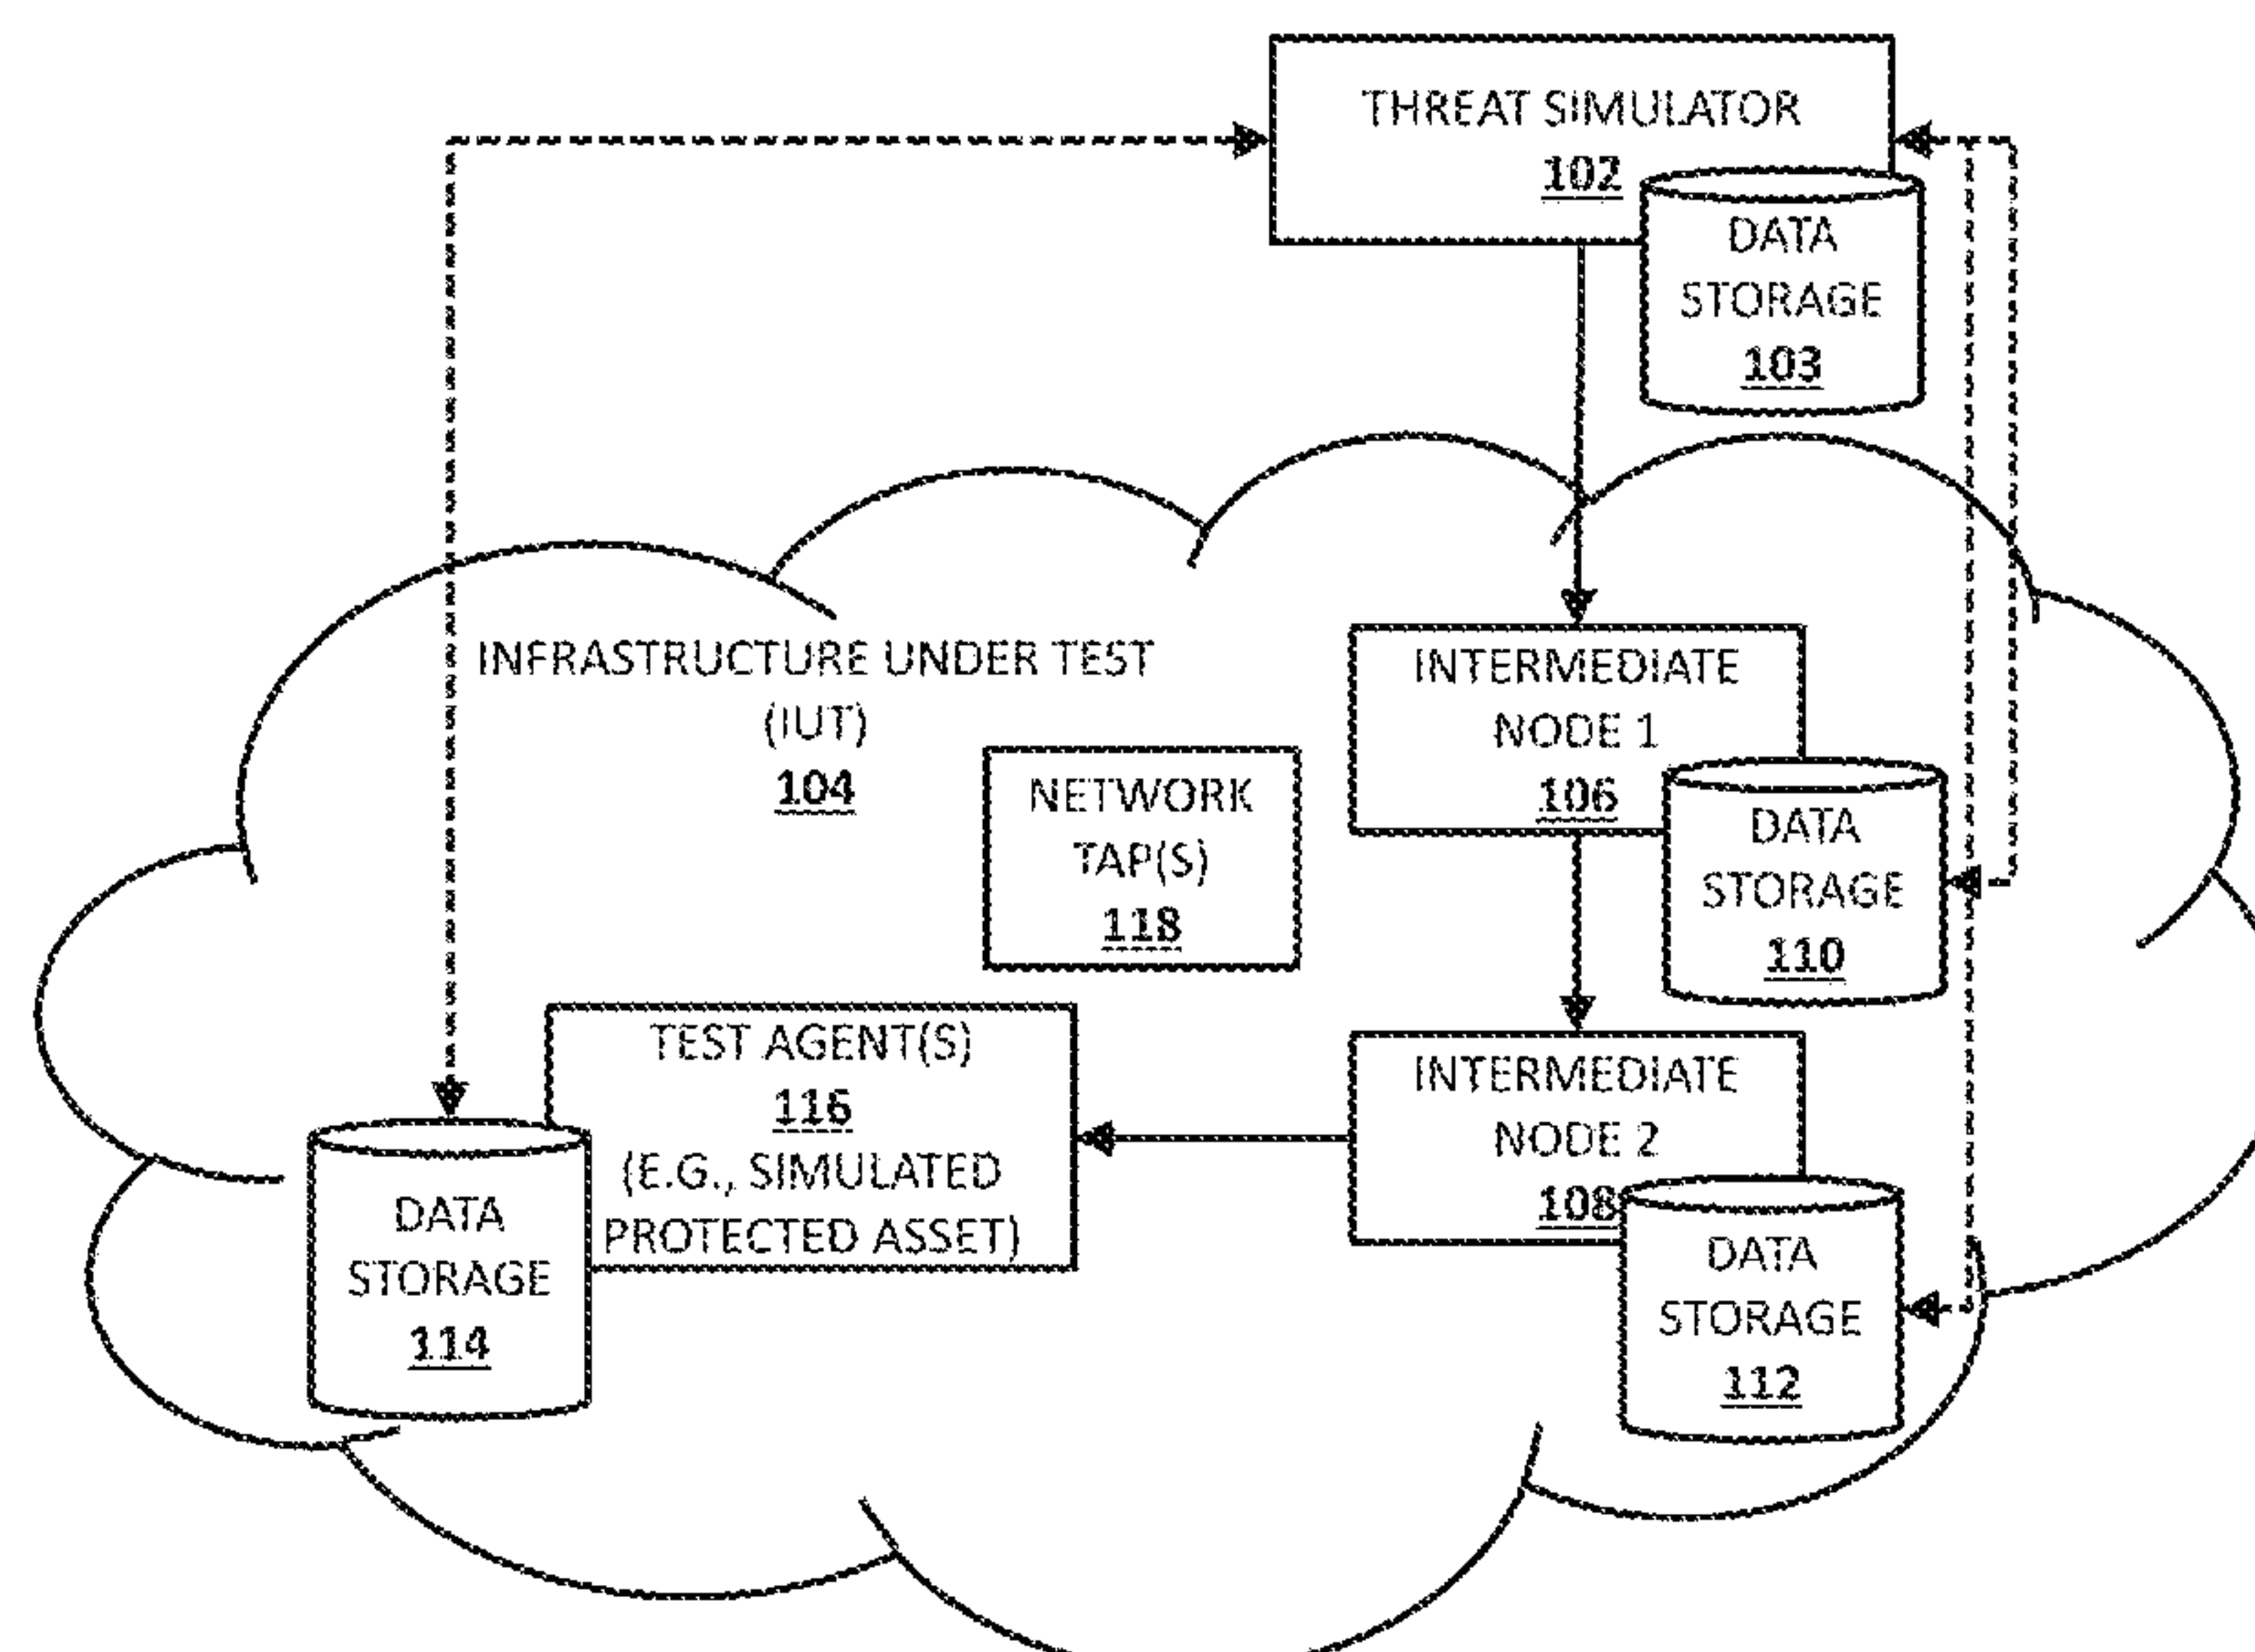 THREAT SIMULATOR
102
DATA
STORAGE
103
INFRASTRUCTURE UNDER TEST
(IUT)
104
INTERMEDIATE
NODE 1
106
DATA
STORAGE
110
NETWORK
TAP(S)
118
TEST AGENT(S)
116
(E.G., SIMULATED
PROTECTED ASSET)
DATA
STORAGE
114
INTERMEDIATE
NODE 2
108
DATA
STORAGE
112